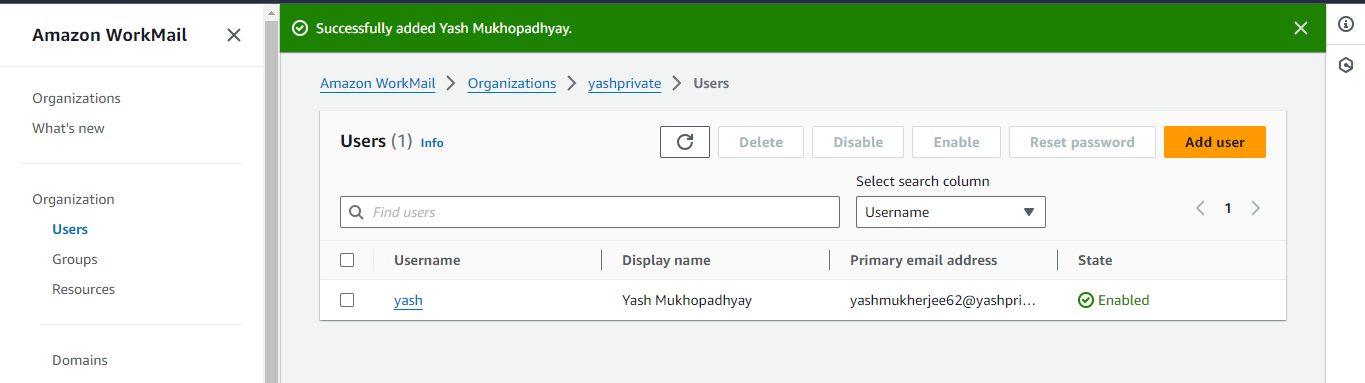 Amazon WorkMail
Organizations
What's new
Organization
Users
Groups
Resources
Domains
Successfully added Yash Mukhopadhyay.
Amazon WorkMail > Organizations > yashprivate > Users
Users (1) Info
Delete
Disable
Enable
Reset password
Add user
Select search column
Find users
Username
1
Username Display name Primary email address State
yash Yash Mukhopadhyay yashmukherjee62@yashpri... Enabled